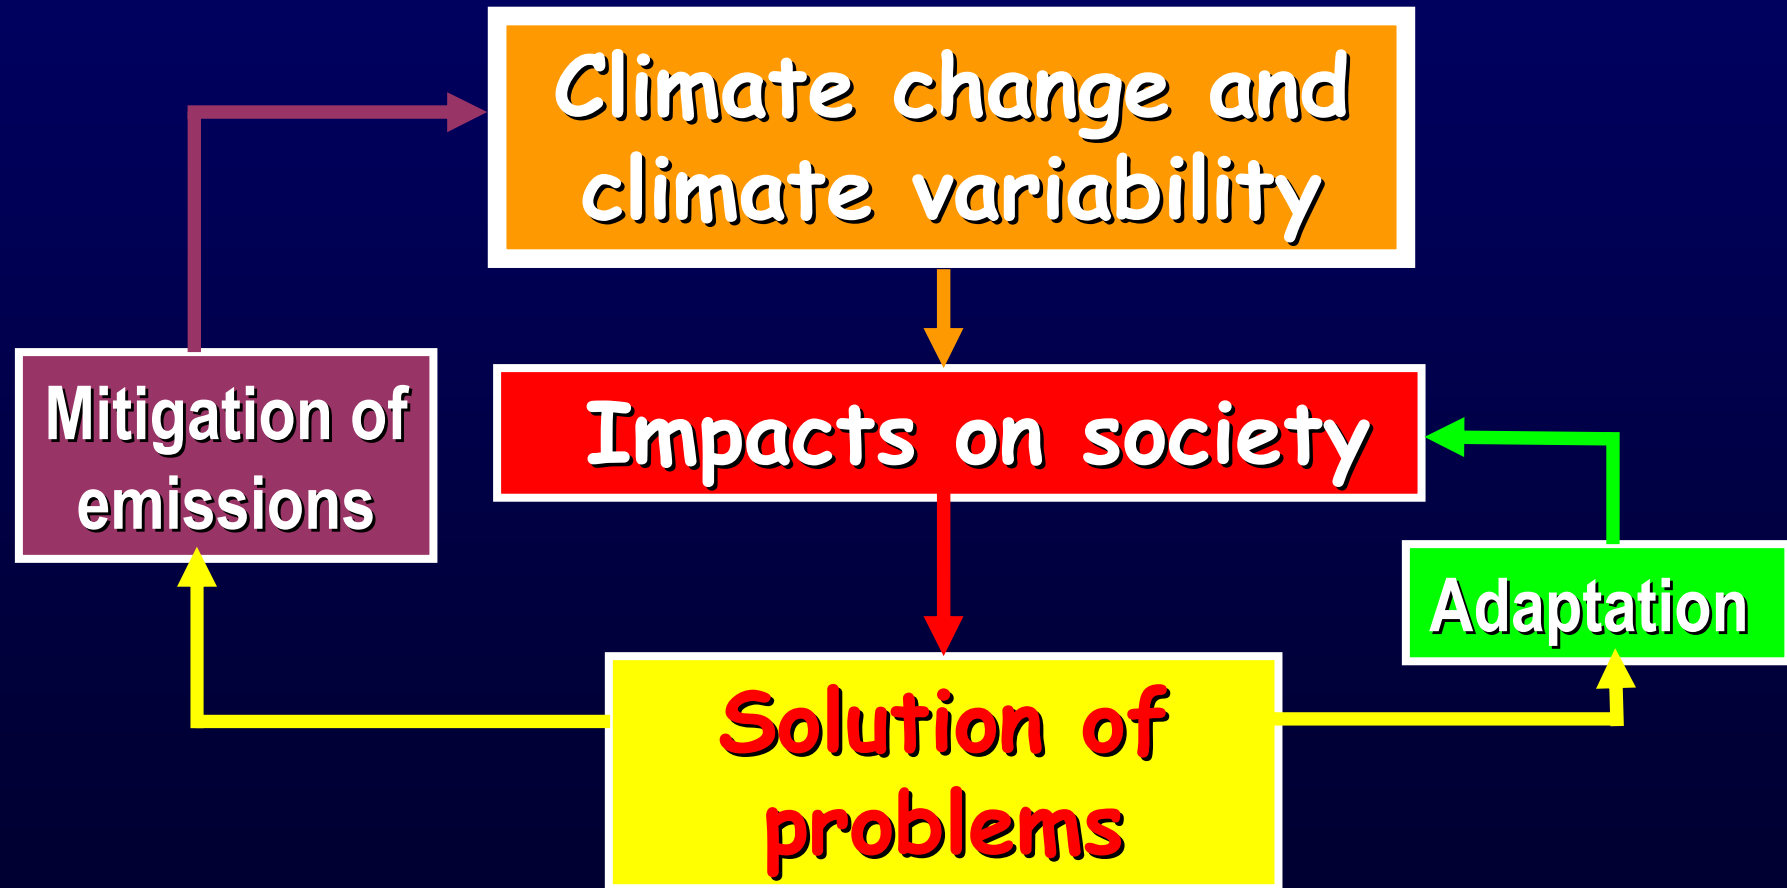 Climate change and
climate variability
Mitigation of
emissions
Impacts on society
Adaptation
Solution of
problems